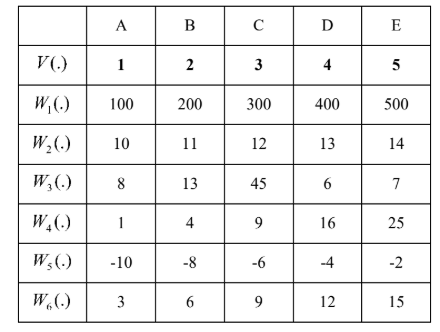 A B C D E
V(.) 1 2 3 4 5
W₁(.) 100 200 300 400 500
W₂(.) 10 11 12 13 14
W₃(.) 8 13 45 6 7
W₄(.) 1 4 9 16 25
W₅(.) -10 -8 -6 -4 -2
W₆(.) 3 6 9 12 15